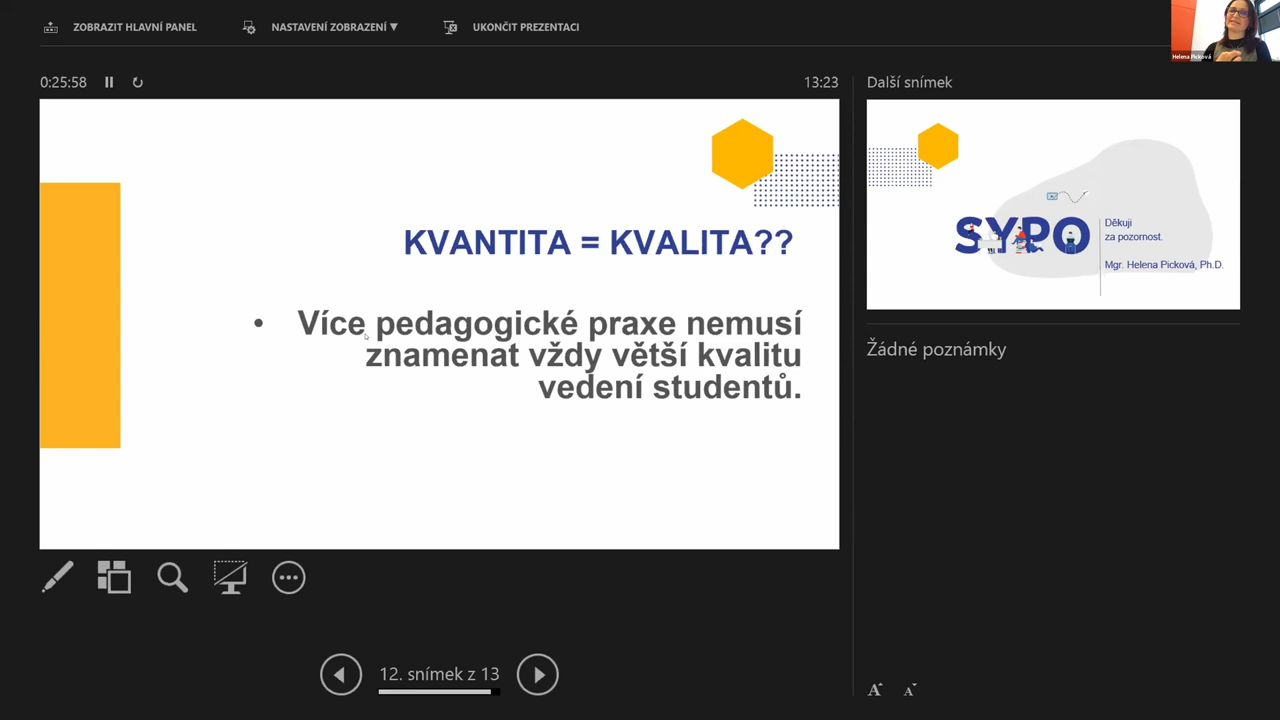 ZOBRAZIT HLAVNÍ PANEL
NASTAVENÍ ZOBRAZENÍ ▼
UKONČIT PREZENTACI
Helena Picková
0:25:58
13:23
Další snímek
KVANTITA = KVALITA??
• Více pedagogické praxe nemusí
znamenat vždy větší kvalitu
vedení studentů.
SYPO
Děkuji
za pozornost.
Mgr. Helena Picková, Ph.D.
Žádné poznámky
12. snímek z 13
A
A